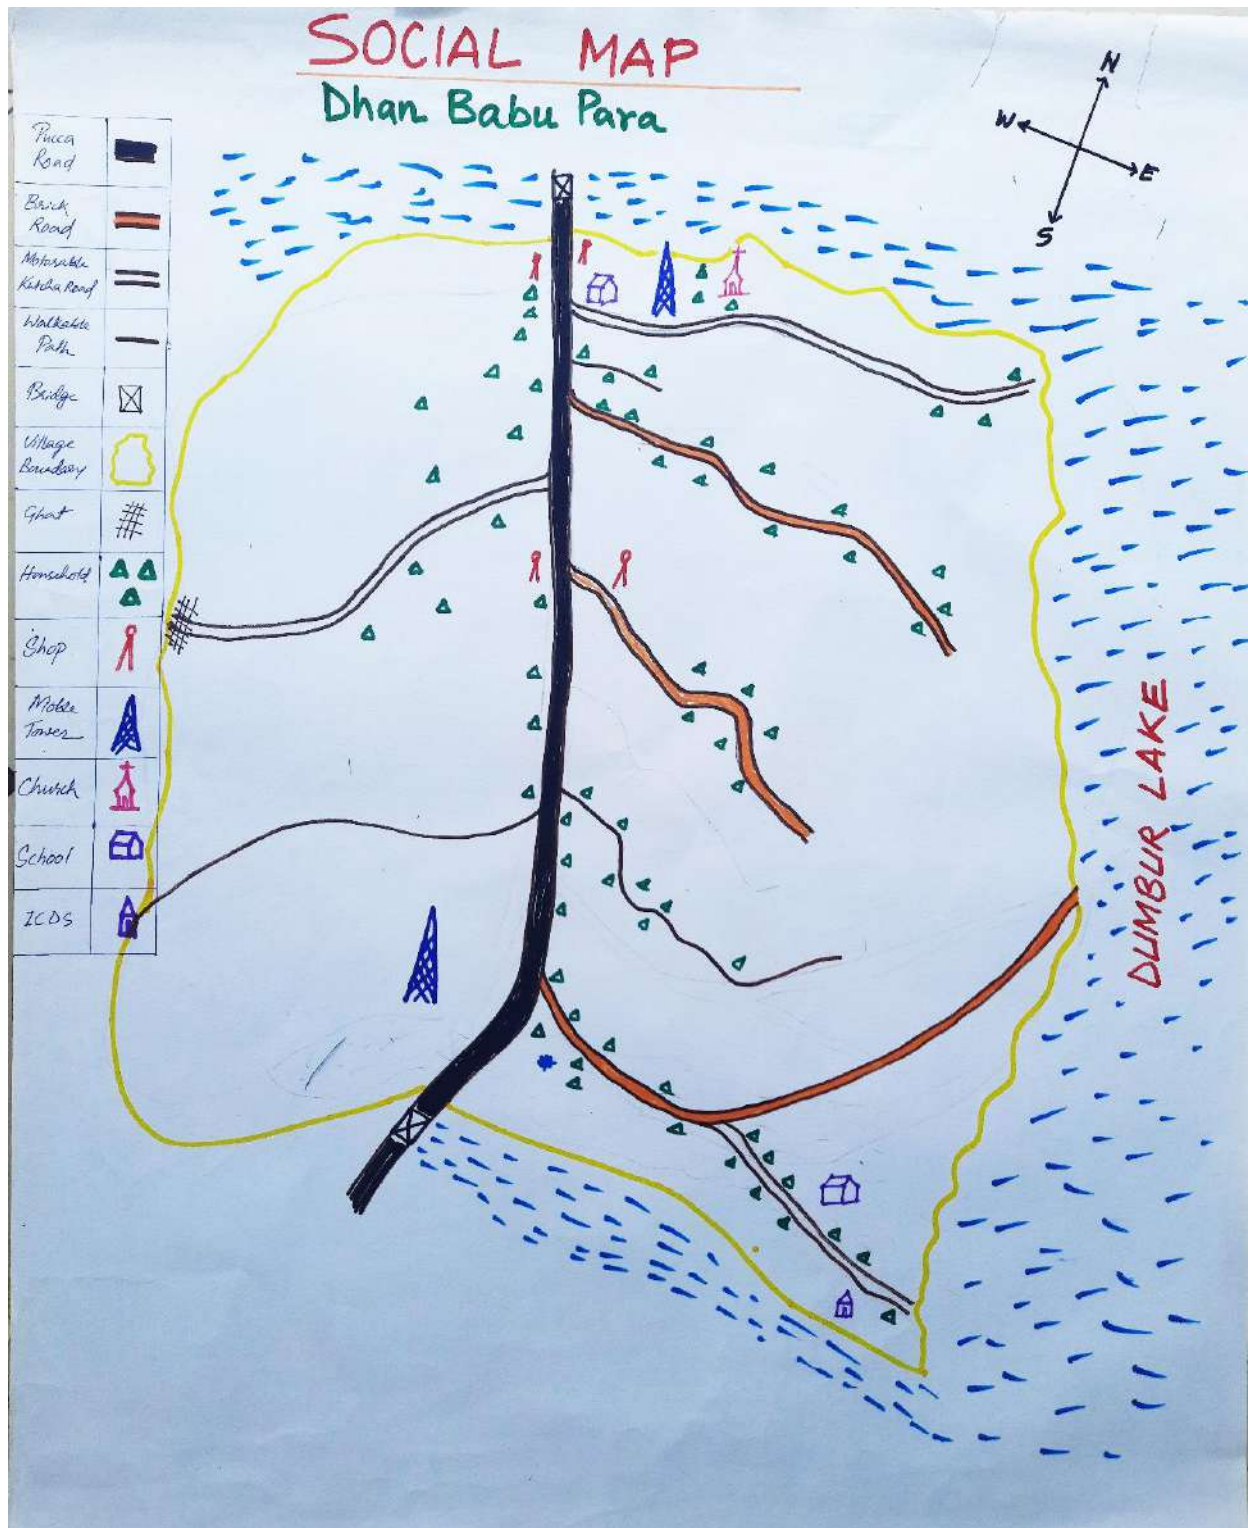 SOCIAL MAP
Dhan Babu Para
N
W
E
S
Pucca
Road
Brick
Road
Motorable
Kutcha Road
Walkable
Path
Bridge
Village
Boundary
Ghat
Household
Shop
Moble
Tower
Church
School
ICDS
DUMBUR LAKE